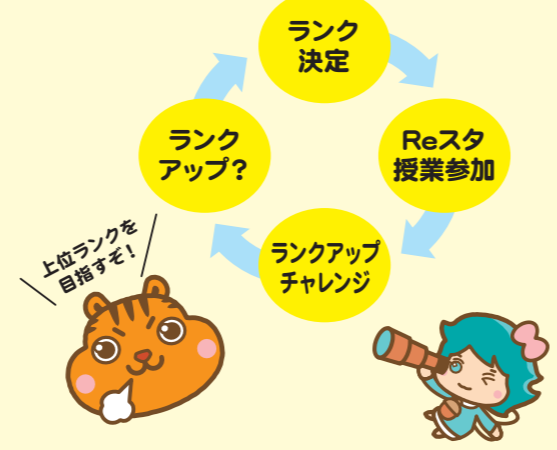 ランク
決定
Reスタ
授業参加
ランクアップ
チャレンジ
ランク
アップ？
上位ランクを
目指すぞ！